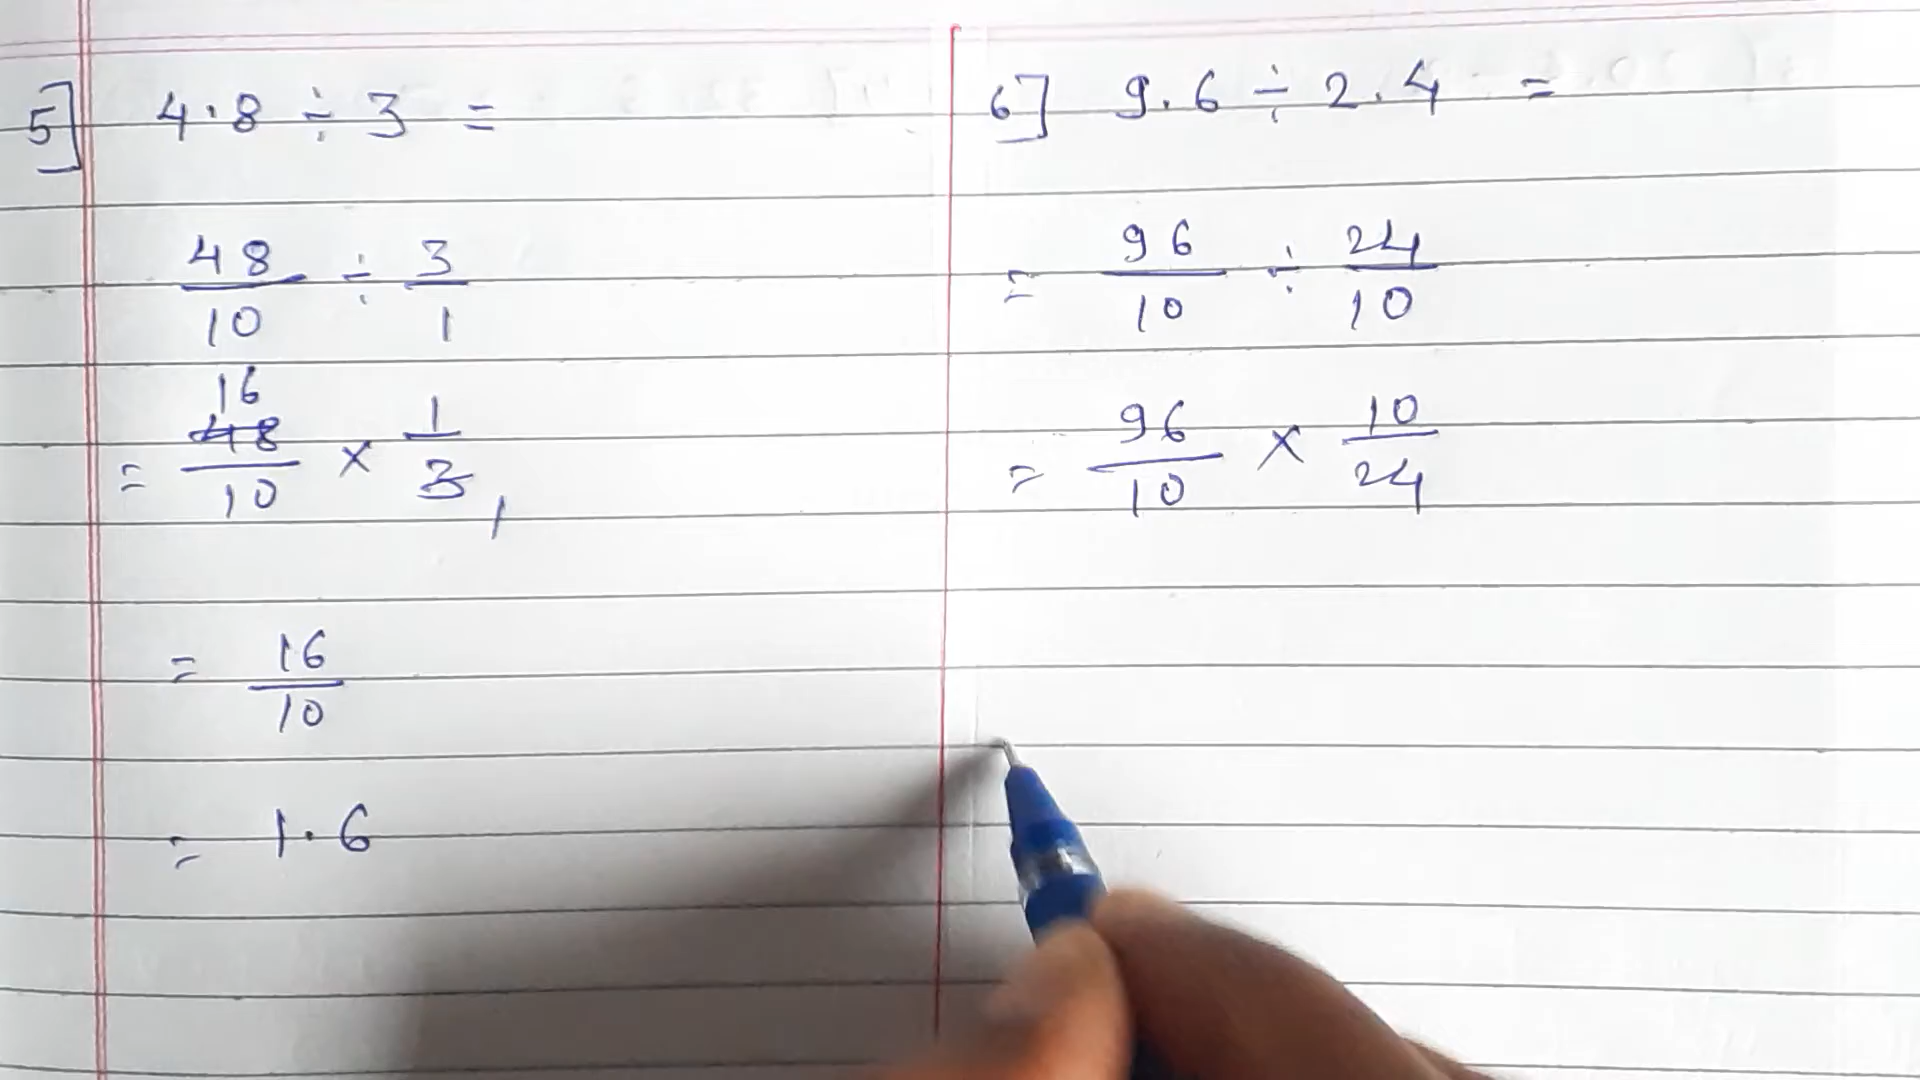 5] 4.8 ÷ 3 =
48/10 ÷ 3/1
16
= 48/10 × 1/3 1
= 16/10
= 1.6
6] 9.6 ÷ 2.4 =
= 96/10 ÷ 24/10
= 96/10 × 10/24